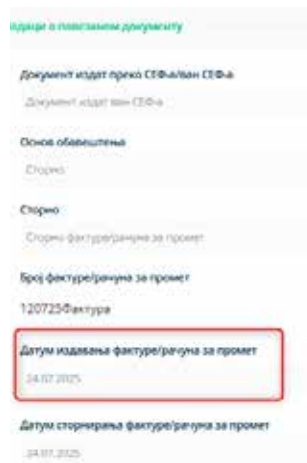 подаци о повезаном документу
Документ издат преко СЕФ-а/ван СЕФ-а
Документ издат ван СЕФ-а
Основ обавештења
Сторно
Сторно
Сторно фактуре/рачуна за промет
Број фактуре/рачуна за промет
120725Фактура
Датум издавања фактуре/рачуна за промет
24.07.2025
Датум сторнирања фактуре/рачуна за промет
24.07.2025